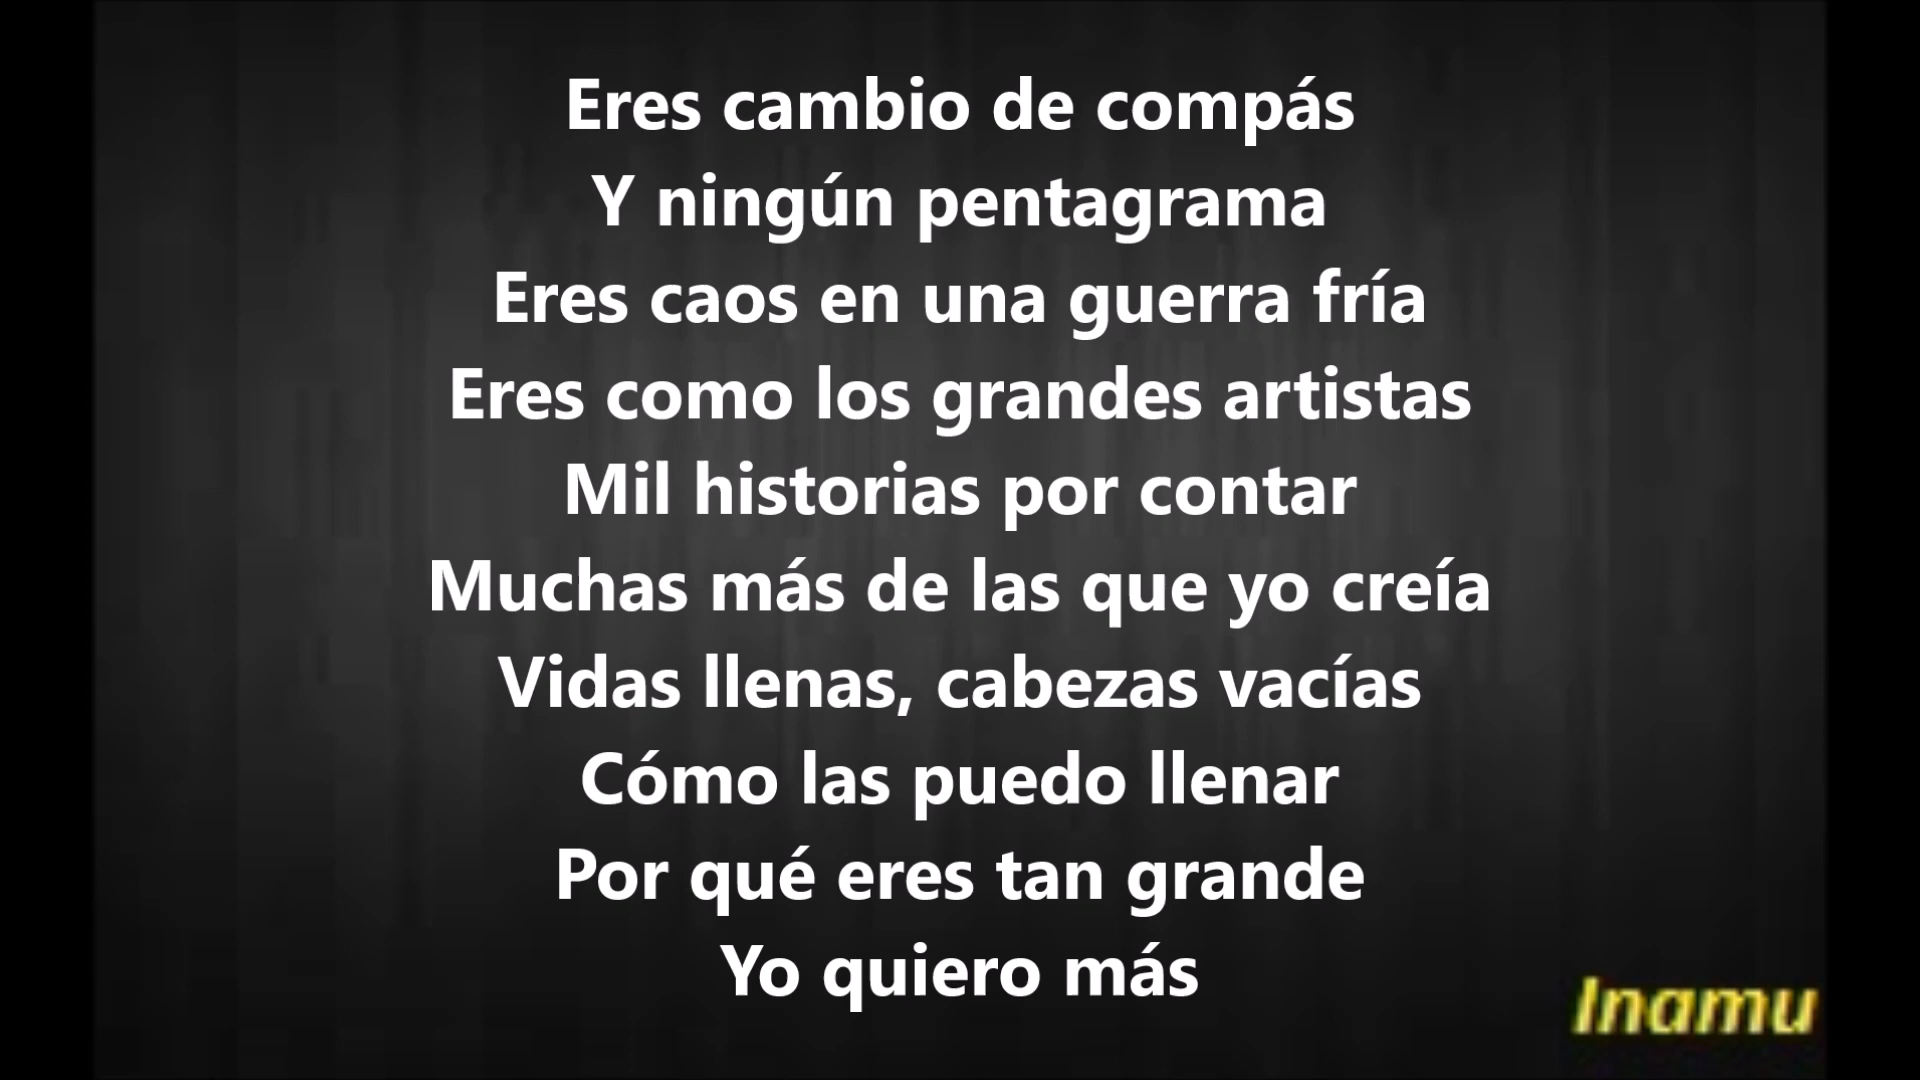 Eres cambio de compás
Y ningún pentagrama
Eres caos en una guerra fría
Eres como los grandes artistas
Mil historias por contar
Muchas más de las que yo creía
Vidas llenas, cabezas vacías
Cómo las puedo llenar
Por qué eres tan grande
Yo quiero más
Inamu